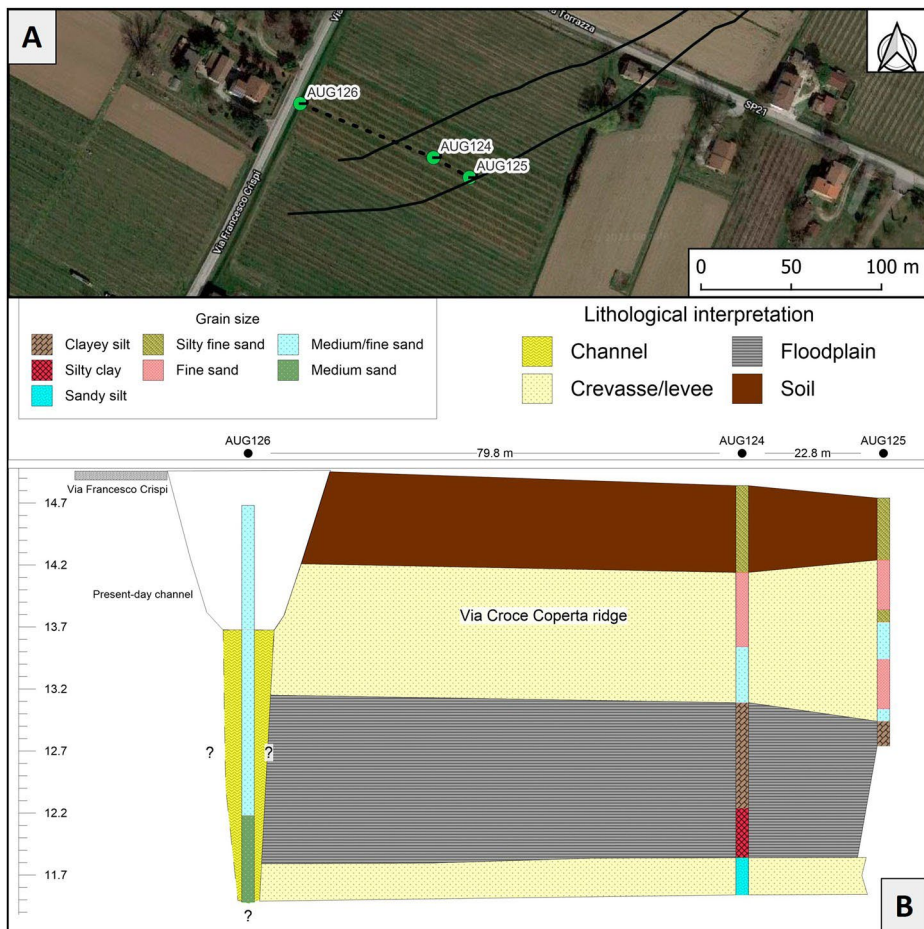 A
Torrazza
AUG126
SP21
AUG124
AUG125
Via Francesco Crispi
0 50 100 m
Grain size
Clayey silt
Silty fine sand
Medium/fine sand
Silty clay
Fine sand
Medium sand
Sandy silt
Lithological interpretation
Channel
Floodplain
Crevasse/levee
Soil
AUG126
79.8 m
AUG124
22.8 m
AUG125
Via Francesco Crispi
14.7
14.2
Present-day channel
Via Croce Coperta ridge
13.7
13.2
?
?
12.7
12.2
11.7
?
B